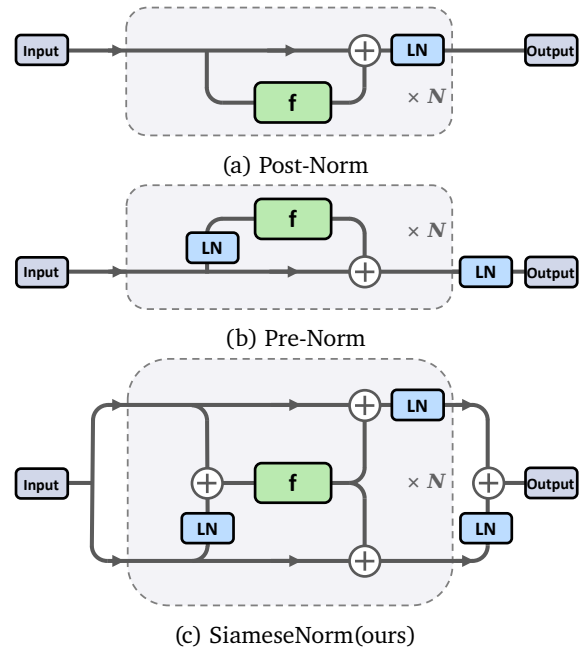 Input
LN
Output
f
× N
(a) Post-Norm
f
× N
LN
Input
LN
Output
(b) Pre-Norm
LN
Input
f
× N
Output
LN
LN
(c) SiameseNorm(ours)